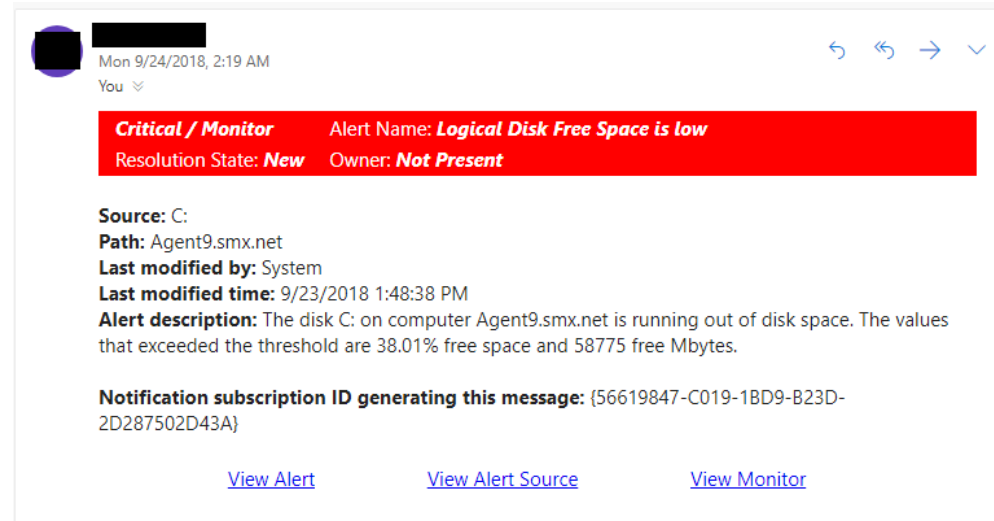 Mon 9/24/2018, 2:19 AM
You
Critical / Monitor Alert Name: Logical Disk Free Space is low
Resolution State: New Owner: Not Present
Source: C:
Path: Agent9.smx.net
Last modified by: System
Last modified time: 9/23/2018 1:48:38 PM
Alert description: The disk C: on computer Agent9.smx.net is running out of disk space. The values
that exceeded the threshold are 38.01% free space and 58775 free Mbytes.
Notification subscription ID generating this message: {56619847-C019-1BD9-B23D-
2D287502D43A}
View Alert View Alert Source View Monitor